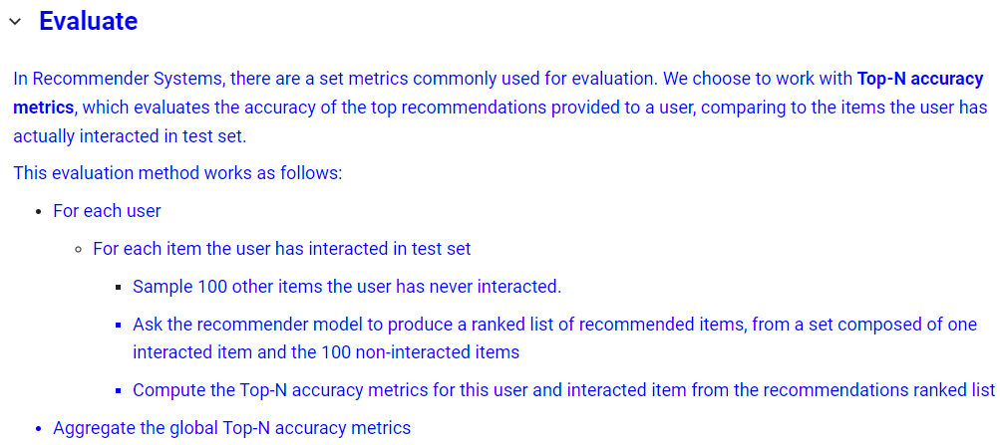 Evaluate
In Recommender Systems, there are a set metrics commonly used for evaluation. We choose to work with Top-N accuracy
metrics, which evaluates the accuracy of the top recommendations provided to a user, comparing to the items the user has
actually interacted in test set.
This evaluation method works as follows:
• For each user
◦ For each item the user has interacted in test set
▪ Sample 100 other items the user has never interacted.
▪ Ask the recommender model to produce a ranked list of recommended items, from a set composed of one
interacted item and the 100 non-interacted items
▪ Compute the Top-N accuracy metrics for this user and interacted item from the recommendations ranked list
• Aggregate the global Top-N accuracy metrics